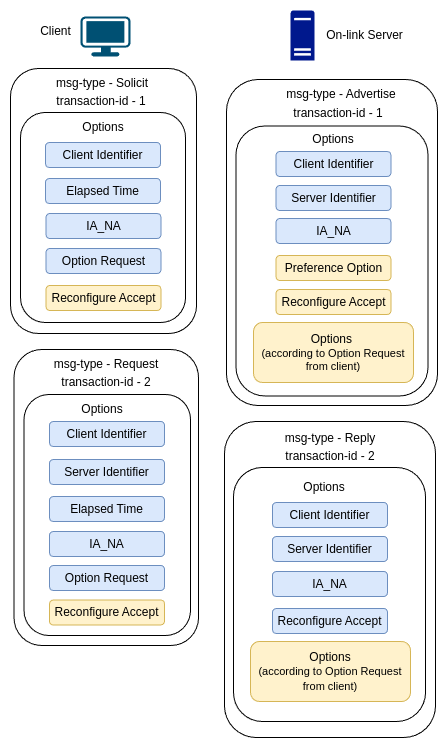 Client
On-link Server
msg-type - Solicit
transaction-id - 1
Options
Client Identifier
Elapsed Time
IA_NA
Option Request
Reconfigure Accept
msg-type - Advertise
transaction-id - 1
Options
Client Identifier
Server Identifier
IA_NA
Preference Option
Reconfigure Accept
Options
(according to Option Request
from client)
msg-type - Request
transaction-id - 2
Options
Client Identifier
Server Identifier
Elapsed Time
IA_NA
Option Request
Reconfigure Accept
msg-type - Reply
transaction-id - 2
Options
Client Identifier
Server Identifier
IA_NA
Reconfigure Accept
Options
(according to Option Request
from client)